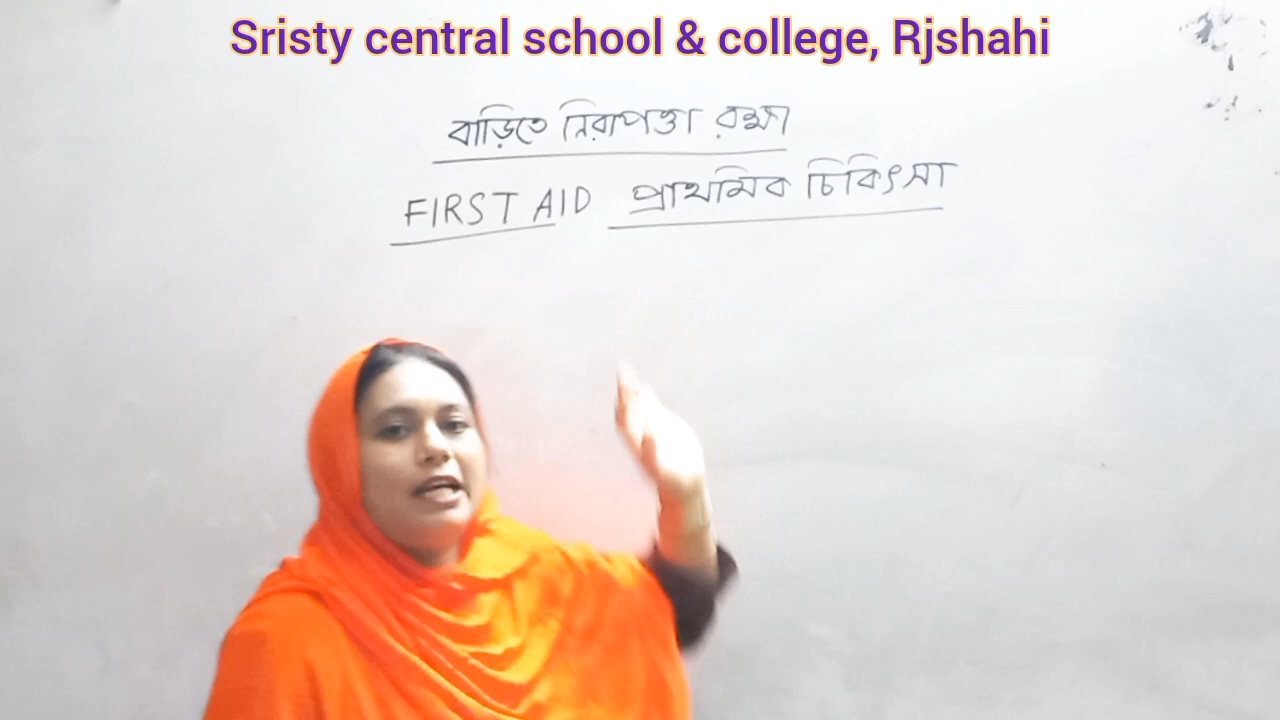 Sristy central school & college, Rjshahi
বাড়িতে নিরাপত্তা রক্ষা
FIRST AID প্রাথমিক চিকিৎসা